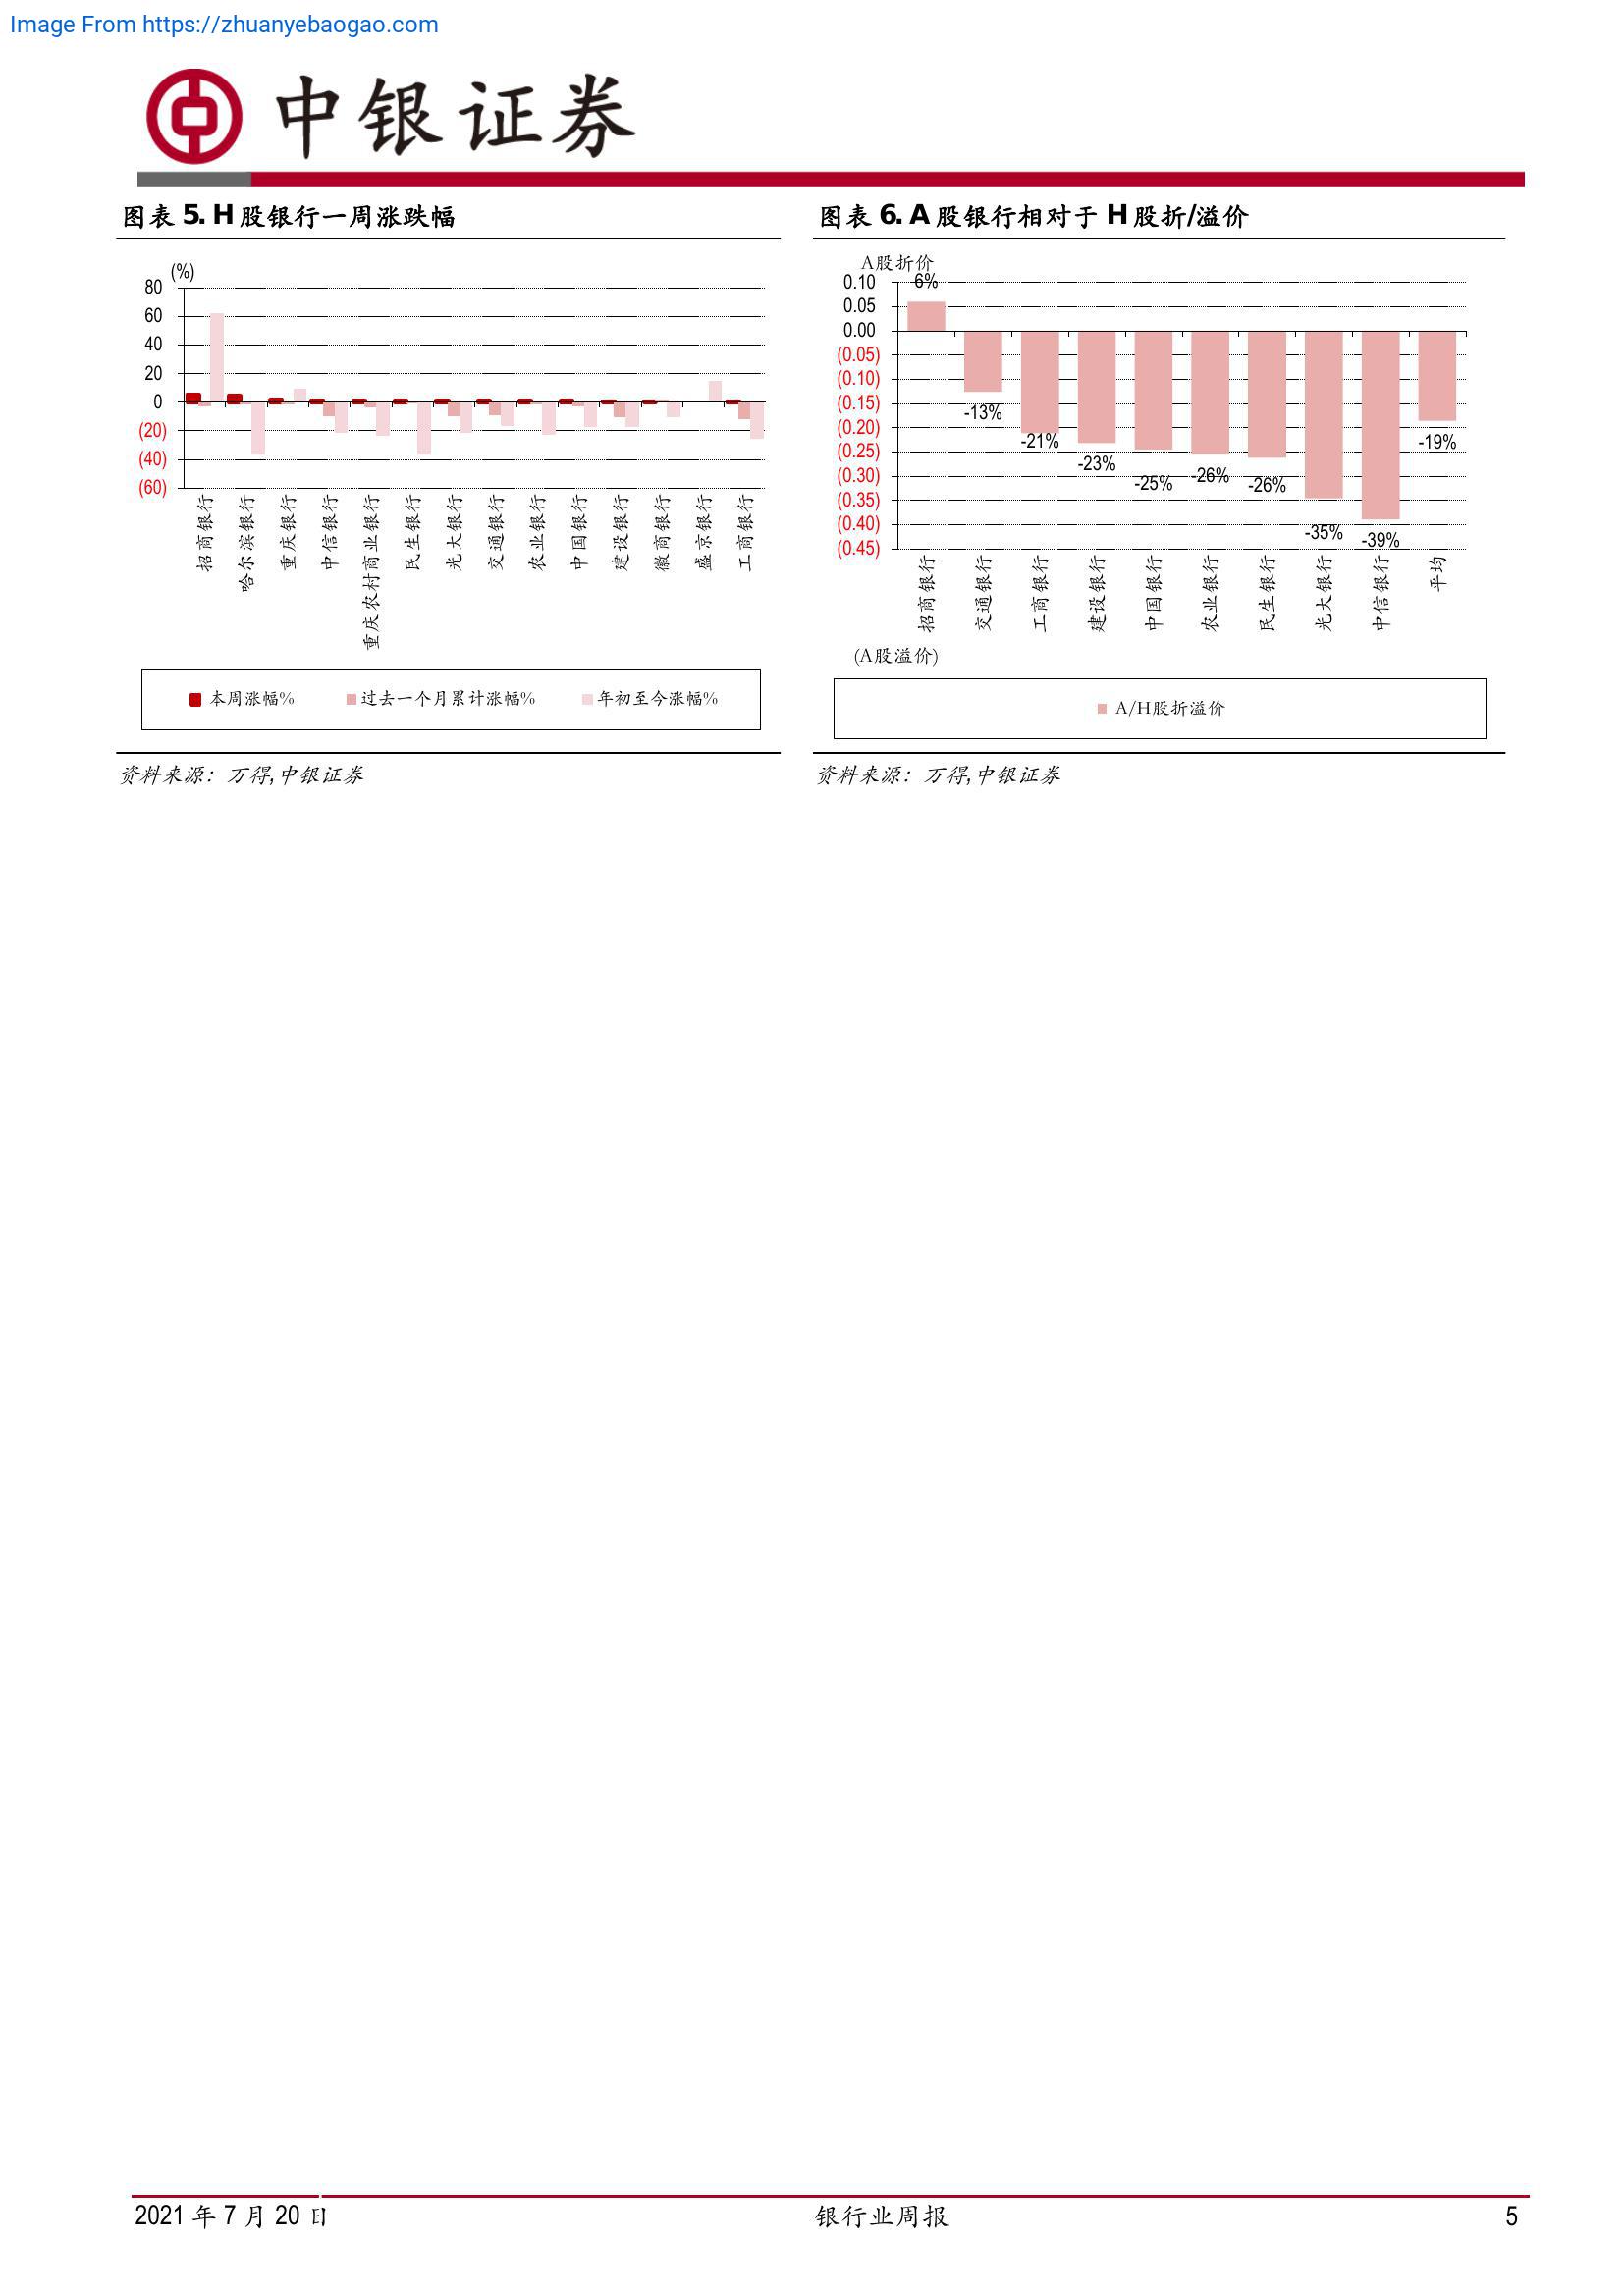 Image From https://zhuanyebaogao.com
中银证券
图表 5. H 股银行一周涨跌幅
(%)
80
60
40
20
0
(20)
(40)
(60)
招商银行
哈尔滨银行
重庆银行
中信银行
重庆农村商业银行
民生银行
光大银行
交通银行
农业银行
中国银行
建设银行
徽商银行
盛京银行
工商银行
本周涨幅%
过去一个月累计涨幅%
年初至今涨幅%
资料来源：万得,中银证券
图表 6. A 股银行相对于 H 股折/溢价
A股折价
0.10
0.05
0.00
(0.05)
(0.10)
(0.15)
(0.20)
(0.25)
(0.30)
(0.35)
(0.40)
(0.45)
6%
-13%
-21%
-23%
-25%
-26%
-26%
-35%
-39%
-19%
招商银行
交通银行
工商银行
建设银行
中国银行
农业银行
民生银行
光大银行
中信银行
平均
(A股溢价)
A/H股折溢价
资料来源：万得,中银证券
2021 年 7 月 20 日
银行业周报
5